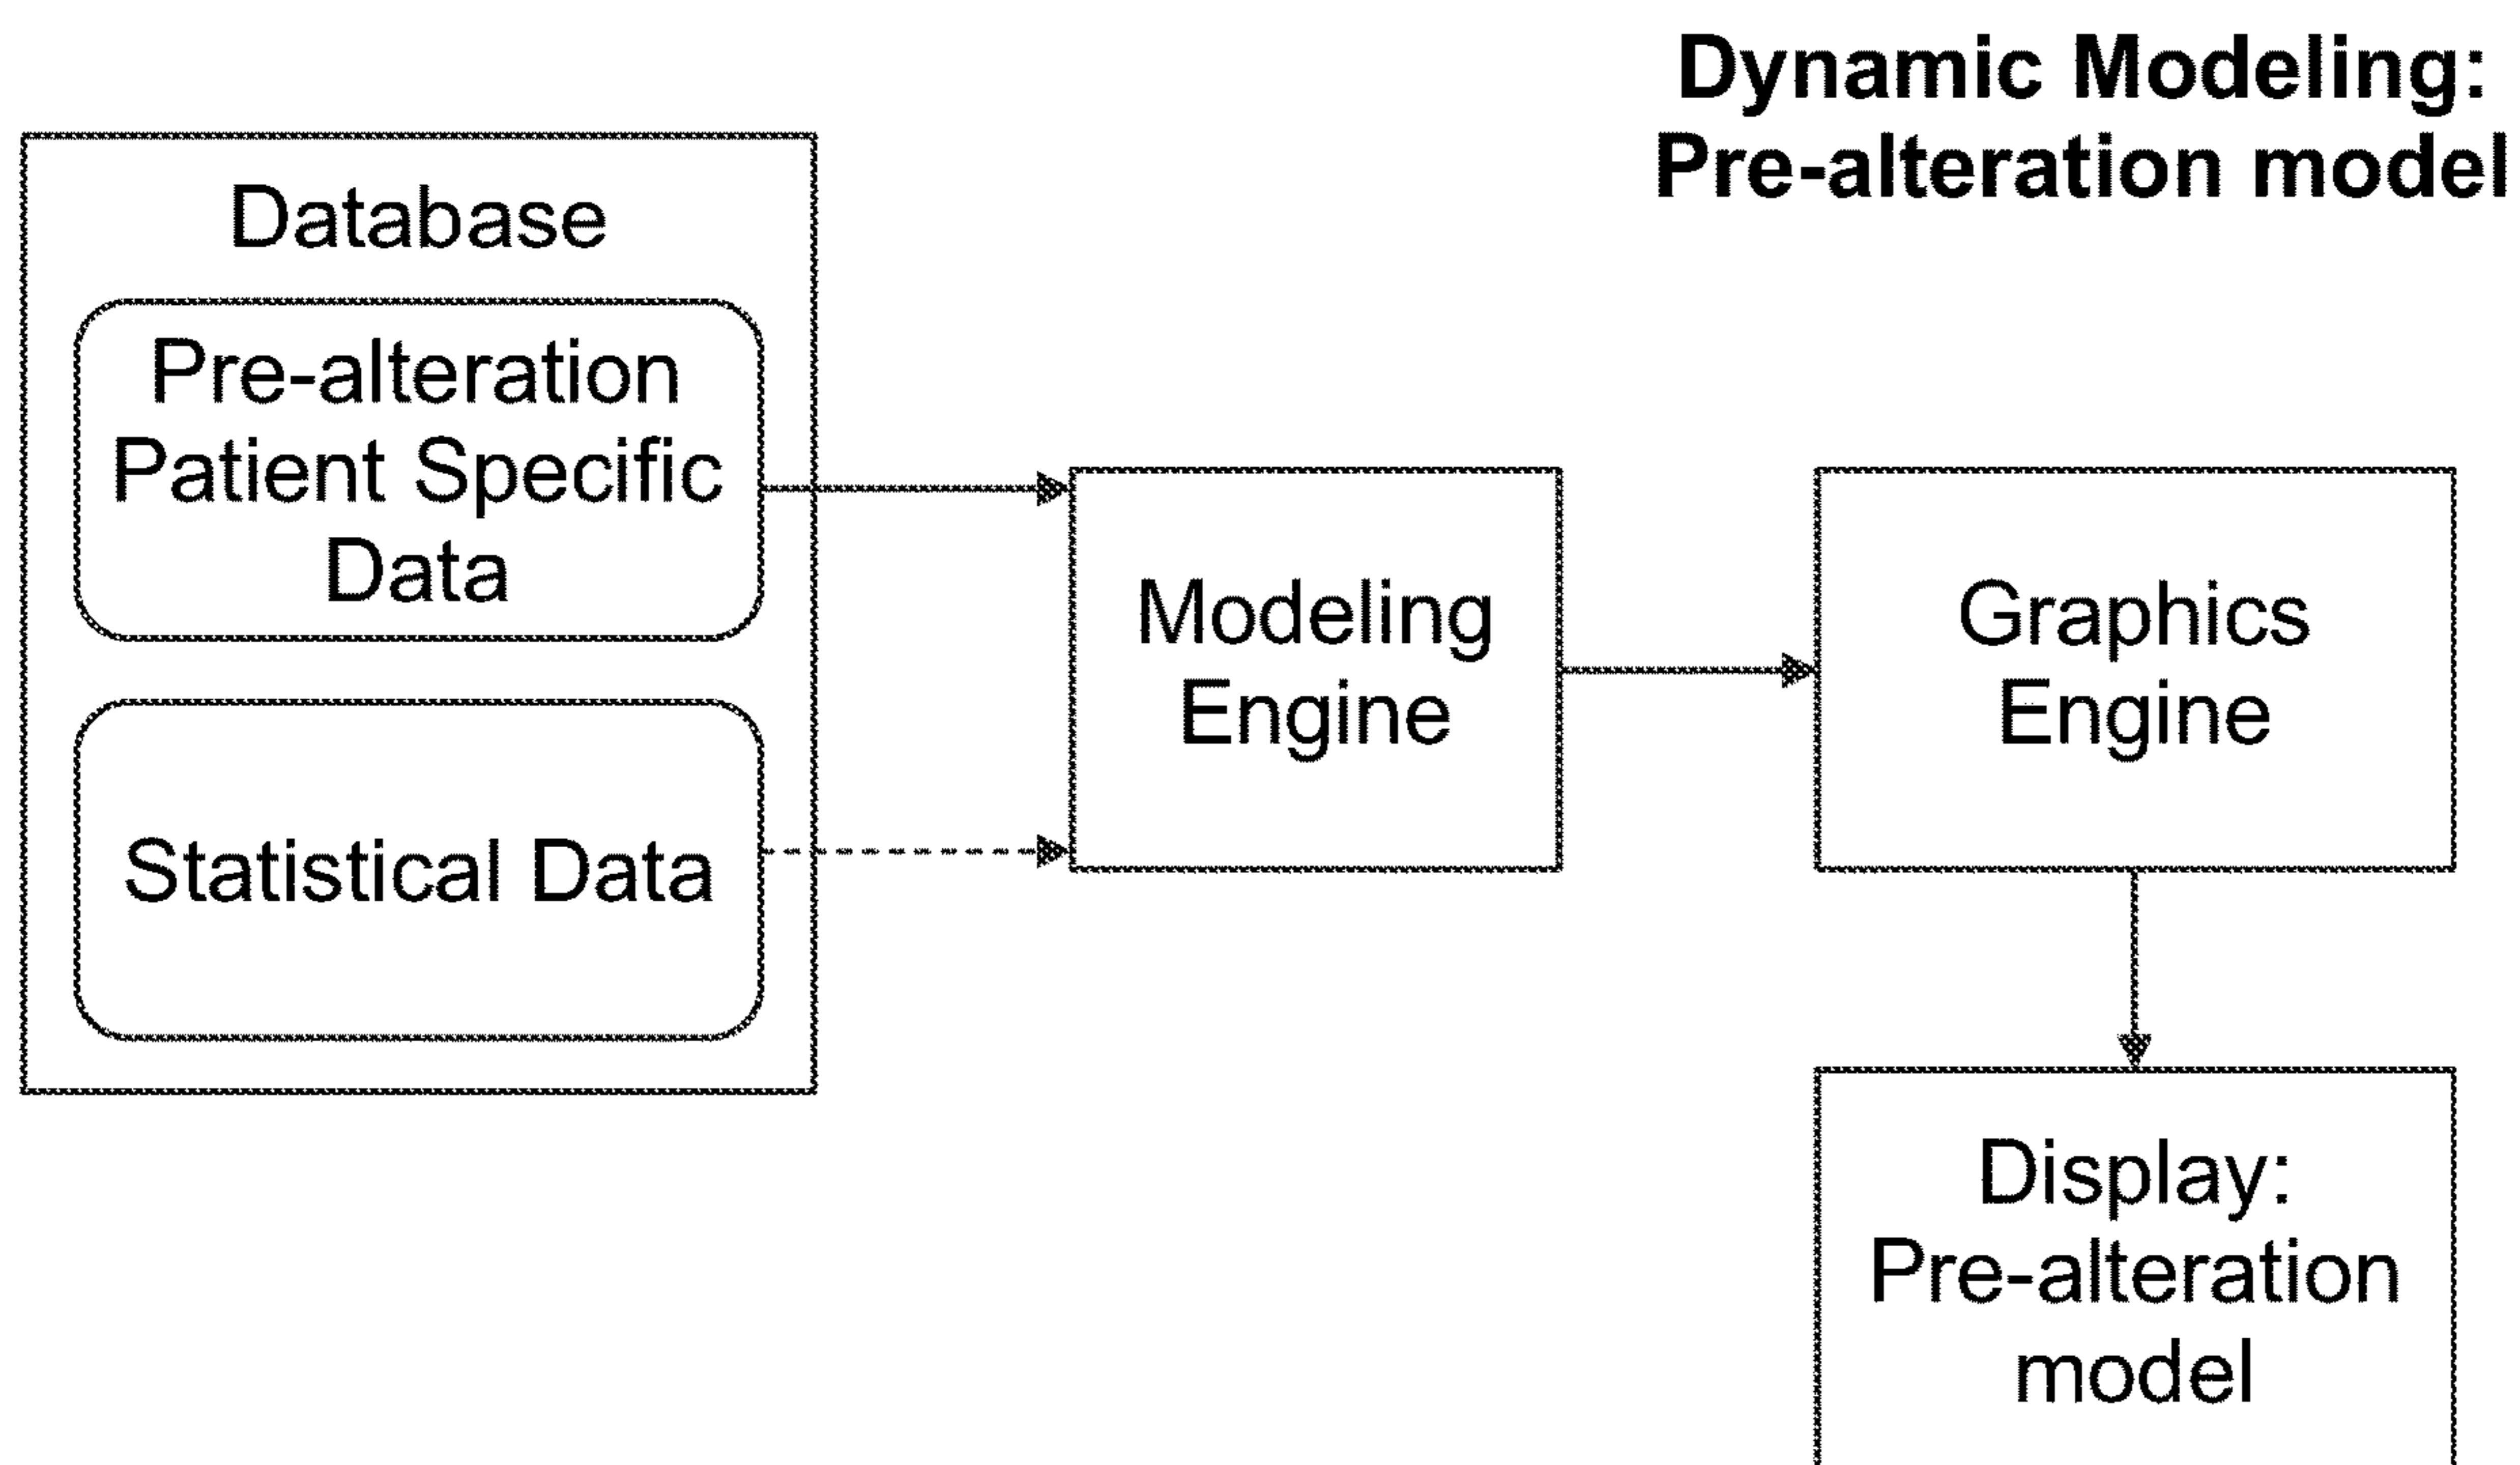 Dynamic Modeling:
Pre-alteration model
Database
Pre-alteration
Patient Specific
Data
Statistical Data
Modeling
Engine
Graphics
Engine
Display:
Pre-alteration
model